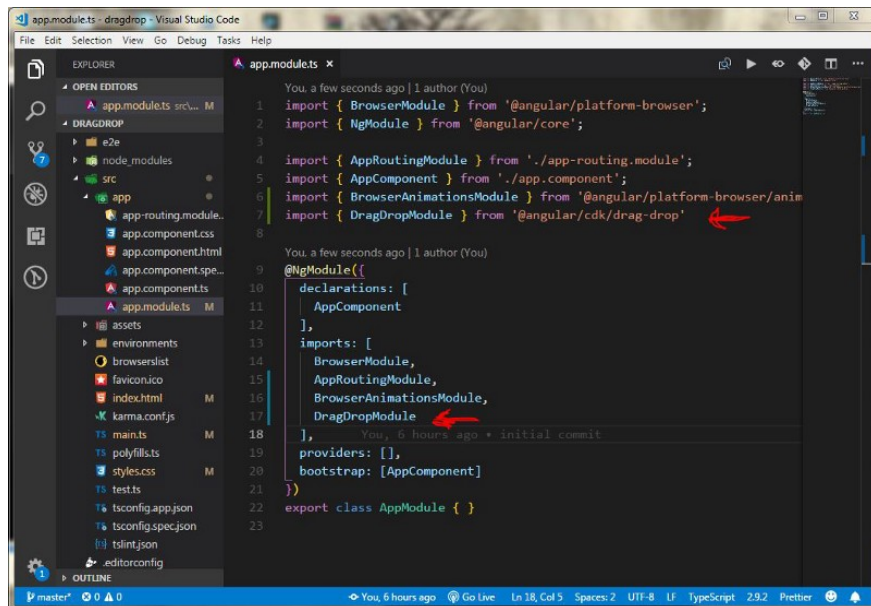 app.module.ts - dragdrop - Visual Studio Code
File Edit Selection View Go Debug Tasks Help
EXPLORER
OPEN EDITORS
app.module.ts src\... M
DRAGDROP
e2e
node_modules
src
app
app-routing.module...
app.component.css
app.component.html
app.component.spe...
app.component.ts
app.module.ts M
assets
environments
browserslist
favicon.ico
index.html M
karma.conf.js
main.ts M
polyfills.ts
styles.css M
test.ts
tsconfig.app.json
tsconfig.spec.json
tslint.json
.editorconfig
OUTLINE
7
1
app.module.ts ×
You, a few seconds ago | 1 author (You)
1 import { BrowserModule } from '@angular/platform-browser';
2 import { NgModule } from '@angular/core';
3
4 import { AppRoutingModule } from './app-routing.module';
5 import { AppComponent } from './app.component';
6 import { BrowserAnimationsModule } from '@angular/platform-browser/anim
7 import { DragDropModule } from '@angular/cdk/drag-drop'
8
You, a few seconds ago | 1 author (You)
9 @NgModule({
10 declarations: [
11 AppComponent
12 ],
13 imports: [
14 BrowserModule,
15 AppRoutingModule,
16 BrowserAnimationsModule,
17 DragDropModule
18 ], You, 6 hours ago • initial commit
19 providers: [],
20 bootstrap: [AppComponent]
21 })
22 export class AppModule { }
23
master* 0 0 You, 6 hours ago Go Live Ln 18, Col 5 Spaces: 2 UTF-8 LF TypeScript 2.9.2 Prettier